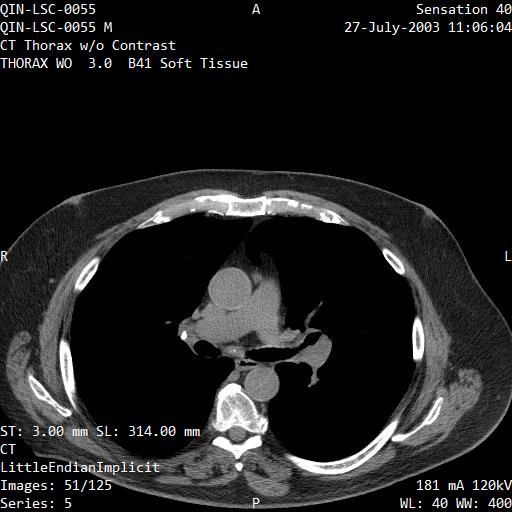 QIN-LSC-0055
A
Sensation 40
QIN-LSC-0055 M
27-July-2003 11:06:04
CT Thorax w/o Contrast
THORAX WO  3.0  B41 Soft Tissue
R
L
ST: 3.00 mm SL: 314.00 mm
CT
LittleEndianImplicit
Images: 51/125
181 mA 120kV
Series: 5
P
WL: 40 WW: 400